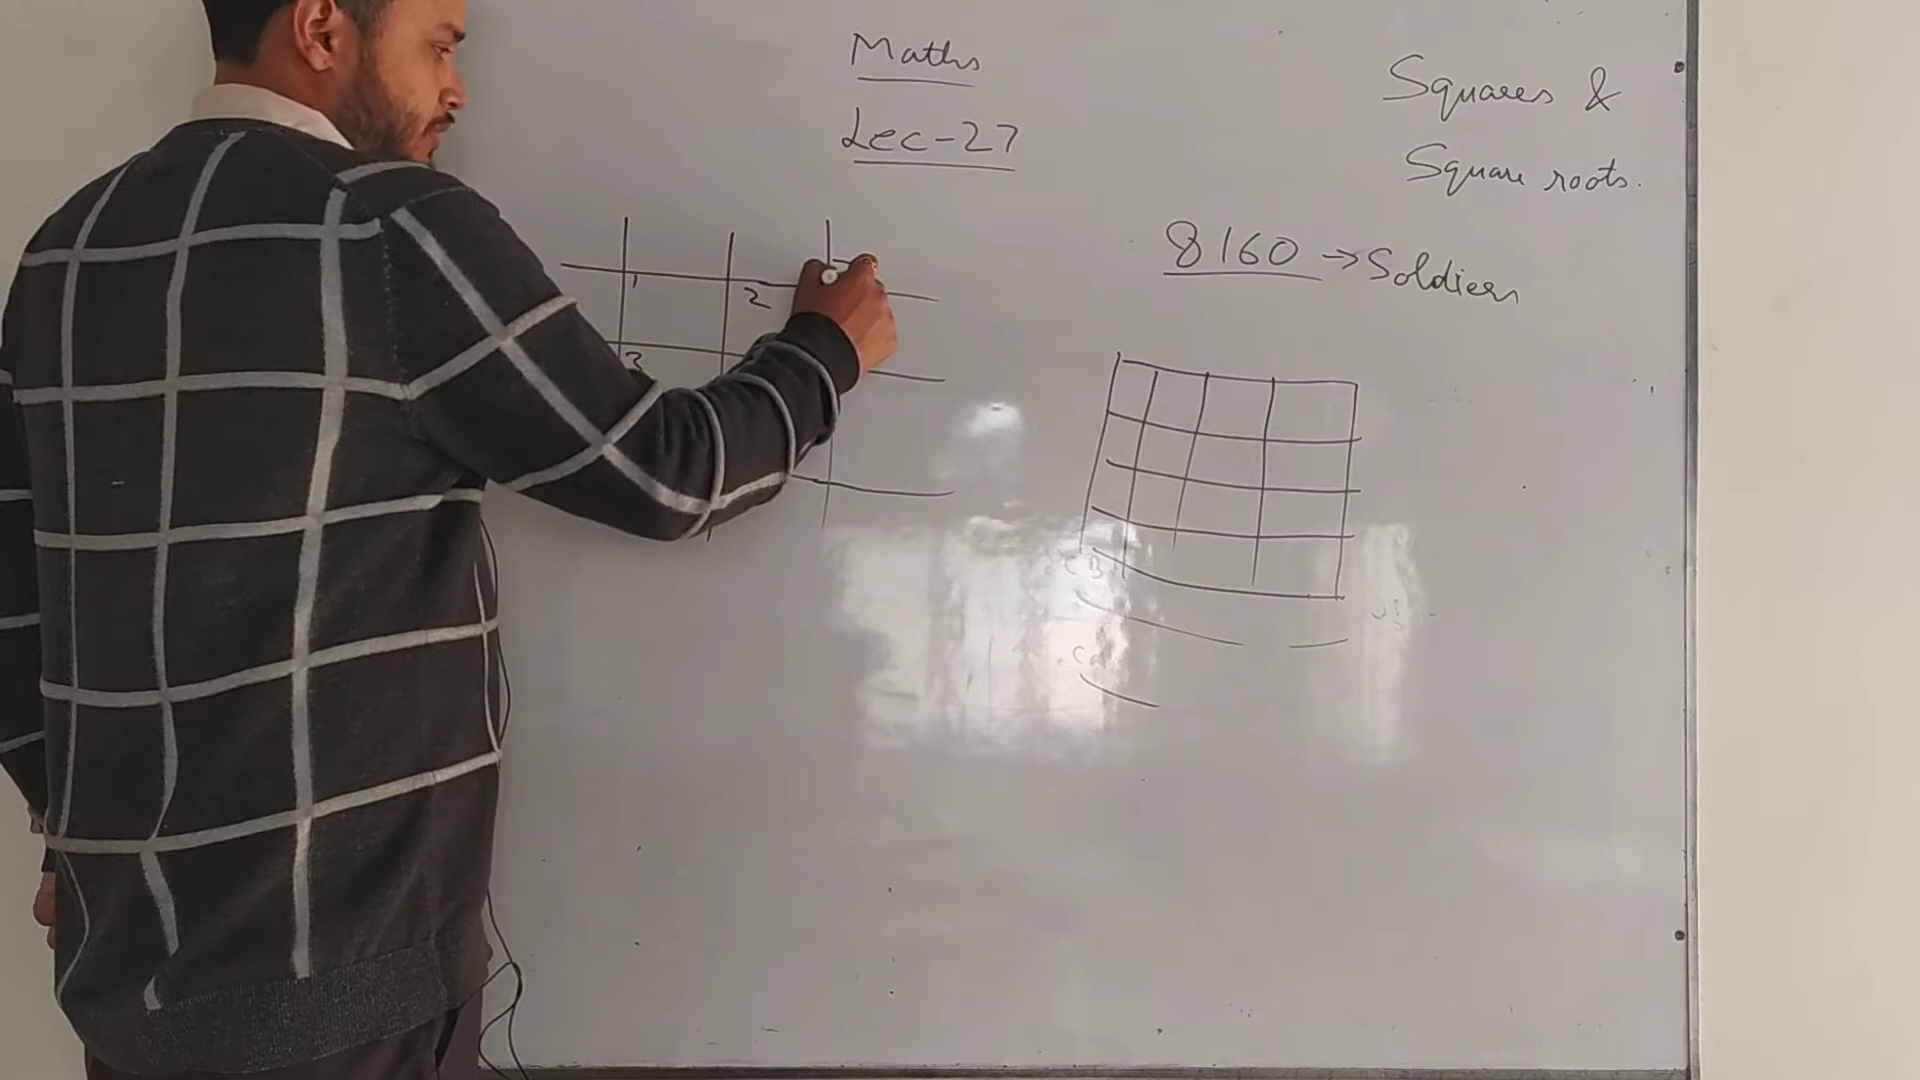 Maths
Lec-27
Squares &
Square roots.
8160 → Soldiers
1
2
3